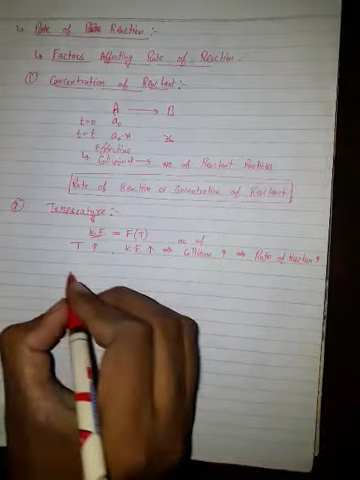 ↳ Rate of Reaction :-
↳ Factors Affecting Rate of Reaction :-
① Concentration of Reactant :-
A ⟶ B
t=0 a₀
t=t a₀-x x
Effective
↳ Collision ⟶ no of Reactant Particles
Rate of Reaction α Concentration of Reactant
② Temperature :-
K.E = F(T)
no of
T ↑ , K.E ↑ ⇒ Collision ↑ ⇒ Rate of reaction ↑